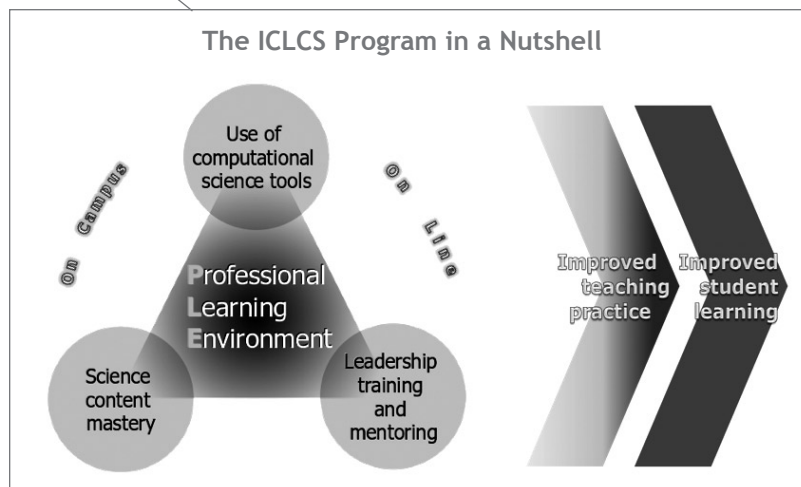 The ICLCS Program in a Nutshell
Use of
computational
science tools
On Campus
On Line
Professional
Learning
Environment
Science
content
mastery
Leadership
training
and
mentoring
Improved
teaching
practice
Improved
student
learning